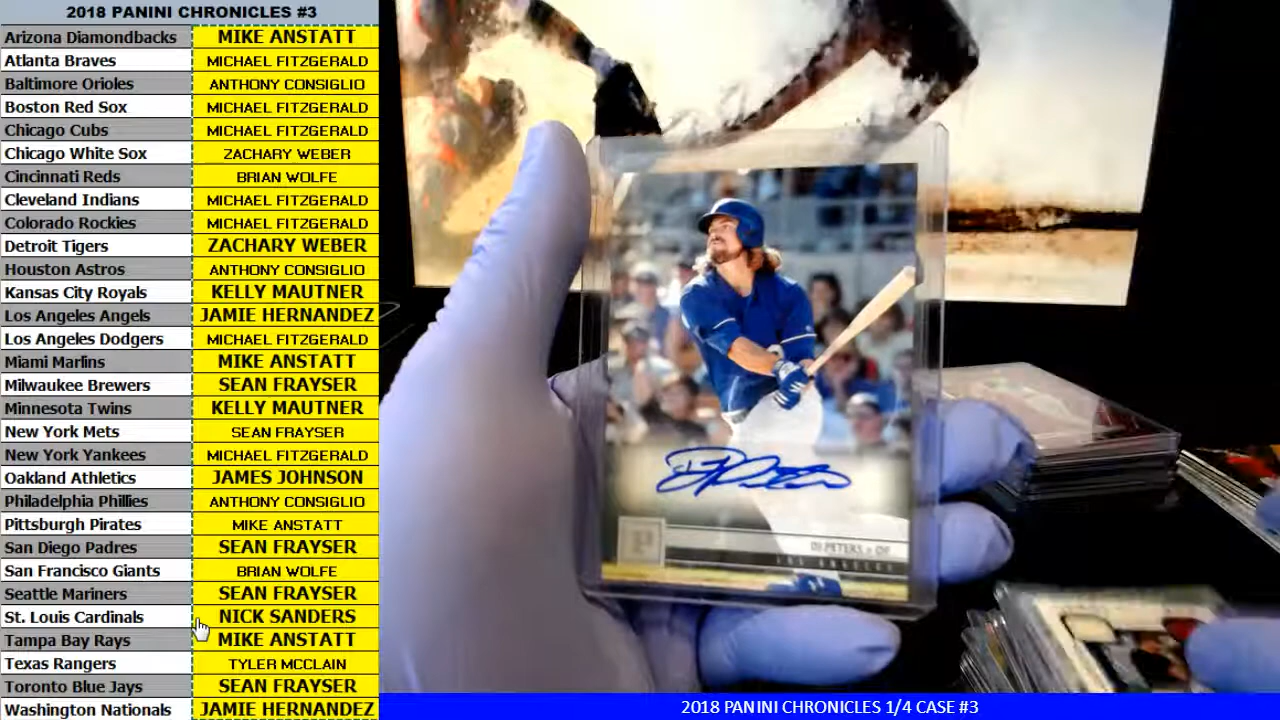 2018 PANINI CHRONICLES #3
Arizona Diamondbacks MIKE ANSTATT
Atlanta Braves MICHAEL FITZGERALD
Baltimore Orioles ANTHONY CONSIGLIO
Boston Red Sox MICHAEL FITZGERALD
Chicago Cubs MICHAEL FITZGERALD
Chicago White Sox ZACHARY WEBER
Cincinnati Reds BRIAN WOLFE
Cleveland Indians MICHAEL FITZGERALD
Colorado Rockies MICHAEL FITZGERALD
Detroit Tigers ZACHARY WEBER
Houston Astros ANTHONY CONSIGLIO
Kansas City Royals KELLY MAUTNER
Los Angeles Angels JAMIE HERNANDEZ
Los Angeles Dodgers MICHAEL FITZGERALD
Miami Marlins MIKE ANSTATT
Milwaukee Brewers SEAN FRAYSER
Minnesota Twins KELLY MAUTNER
New York Mets SEAN FRAYSER
New York Yankees MICHAEL FITZGERALD
Oakland Athletics JAMES JOHNSON
Philadelphia Phillies ANTHONY CONSIGLIO
Pittsburgh Pirates MIKE ANSTATT
San Diego Padres SEAN FRAYSER
San Francisco Giants BRIAN WOLFE
Seattle Mariners SEAN FRAYSER
St. Louis Cardinals NICK SANDERS
Tampa Bay Rays MIKE ANSTATT
Texas Rangers TYLER MCCLAIN
Toronto Blue Jays SEAN FRAYSER
Washington Nationals JAMIE HERNANDEZ
P
DJ PETERS • OF
LOS ANGELES
2018 PANINI CHRONICLES 1/4 CASE #3